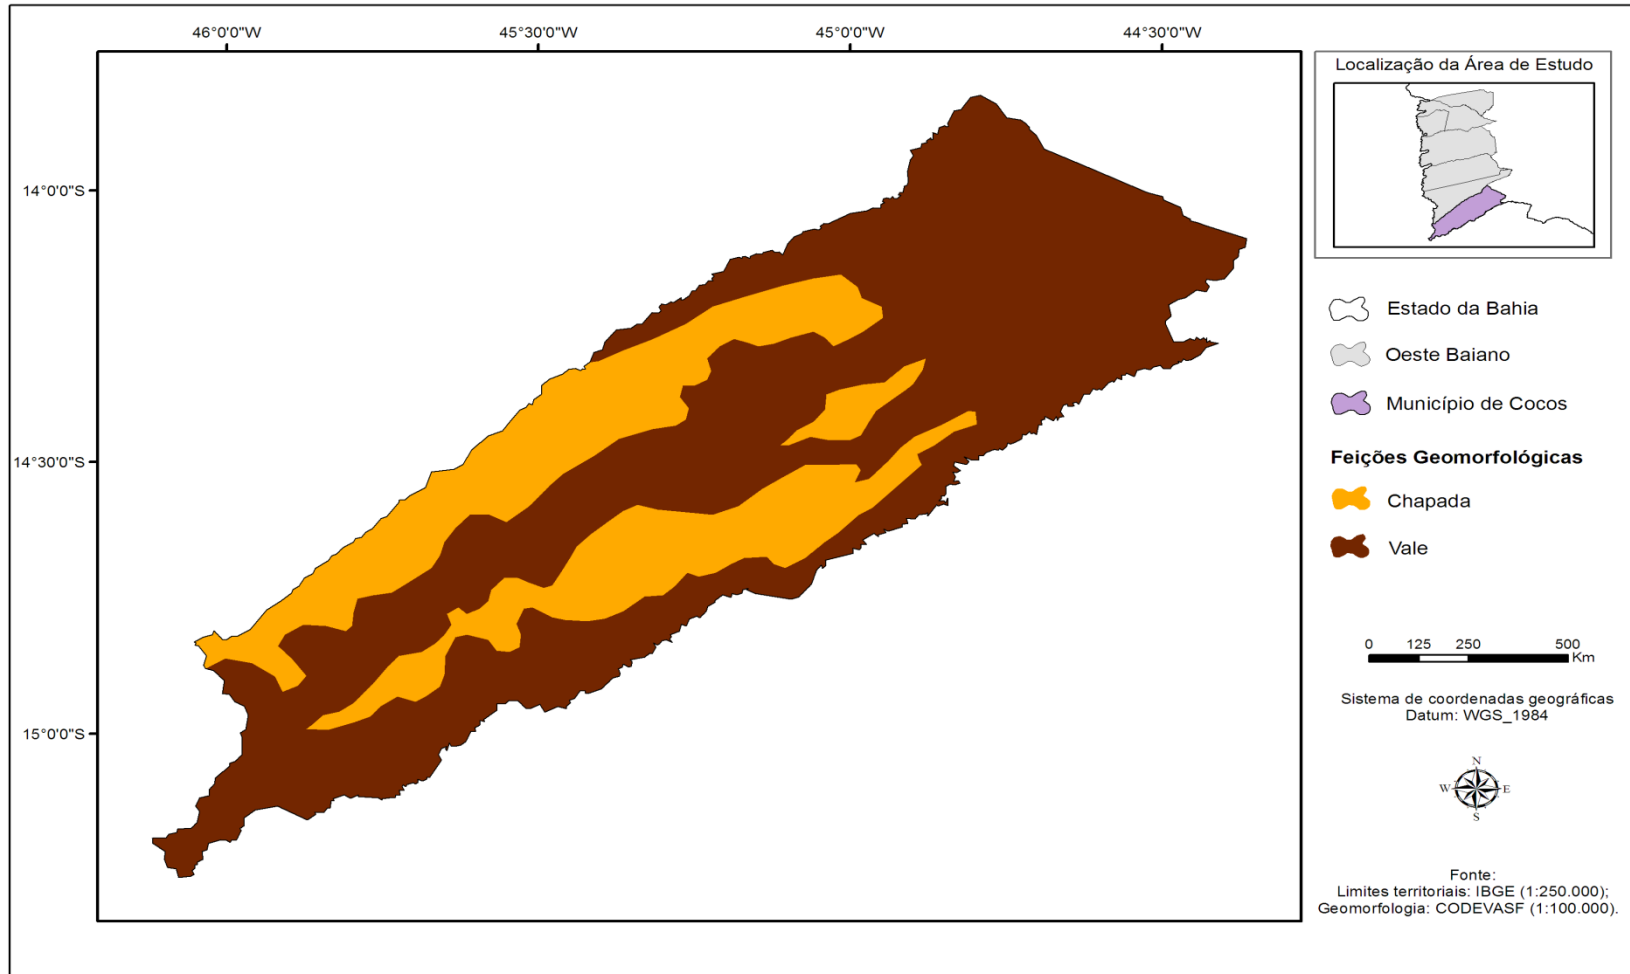 46°0'0"W 45°30'0"W 45°0'0"W 44°30'0"W
14°0'0"S
14°30'0"S
15°0'0"S
Localização da Área de Estudo
Estado da Bahia
Oeste Baiano
Município de Cocos
Feições Geomorfológicas
Chapada
Vale
0 125 250 500
Km
Sistema de coordenadas geográficas
Datum: WGS_1984
N
W E
S
Fonte:
Limites territoriais: IBGE (1:250.000);
Geomorfologia: CODEVASF (1:100.000).